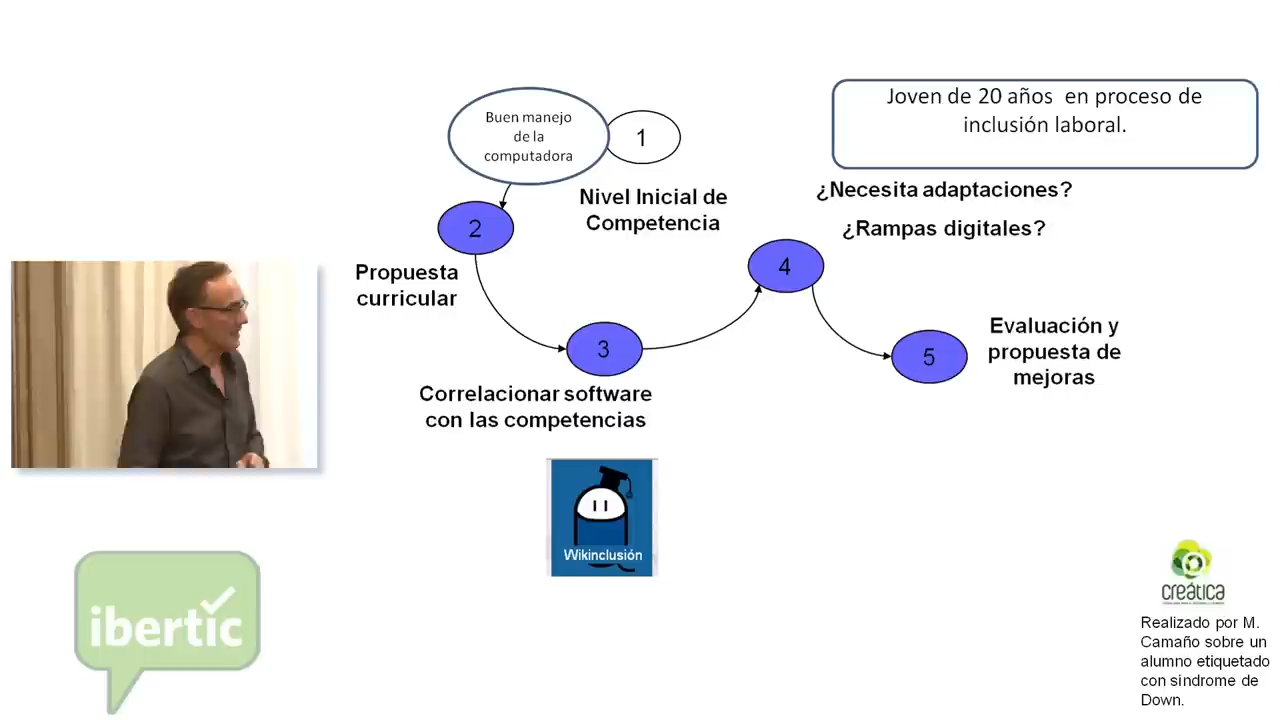 Joven de 20 años en proceso de
inclusión laboral.
Buen manejo
de la
computadora
1
Nivel Inicial de
Competencia
¿Necesita adaptaciones?
¿Rampas digitales?
2
Propuesta
curricular
4
3
Correlacionar software
con las competencias
5
Evaluación y
propuesta de
mejoras
Wikinclusión
ibertic
creática
Realizado por M.
Camaño sobre un
alumno etiquetado
con sindrome de
Down.